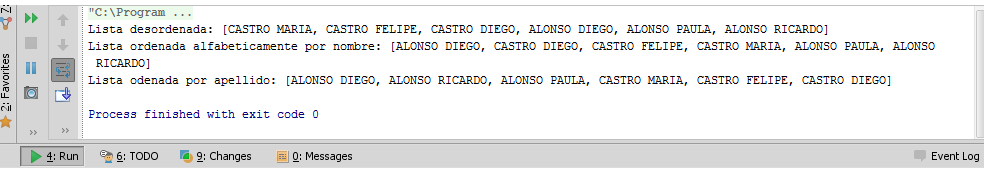 7:
"C:\Program ...
Lista desordenada: [CASTRO MARIA, CASTRO FELIPE, CASTRO DIEGO, ALONSO DIEGO, ALONSO PAULA, ALONSO RICARDO]
Lista ordenada alfabeticamente por nombre: [ALONSO DIEGO, CASTRO DIEGO, CASTRO FELIPE, CASTRO MARIA, ALONSO PAULA, ALONSO
RICARDO]
Lista odenada por apellido: [ALONSO DIEGO, ALONSO RICARDO, ALONSO PAULA, CASTRO MARIA, CASTRO FELIPE, CASTRO DIEGO]
Process finished with exit code 0
2: Favorites
»
»
4: Run
6: TODO
9: Changes
0: Messages
Event Log